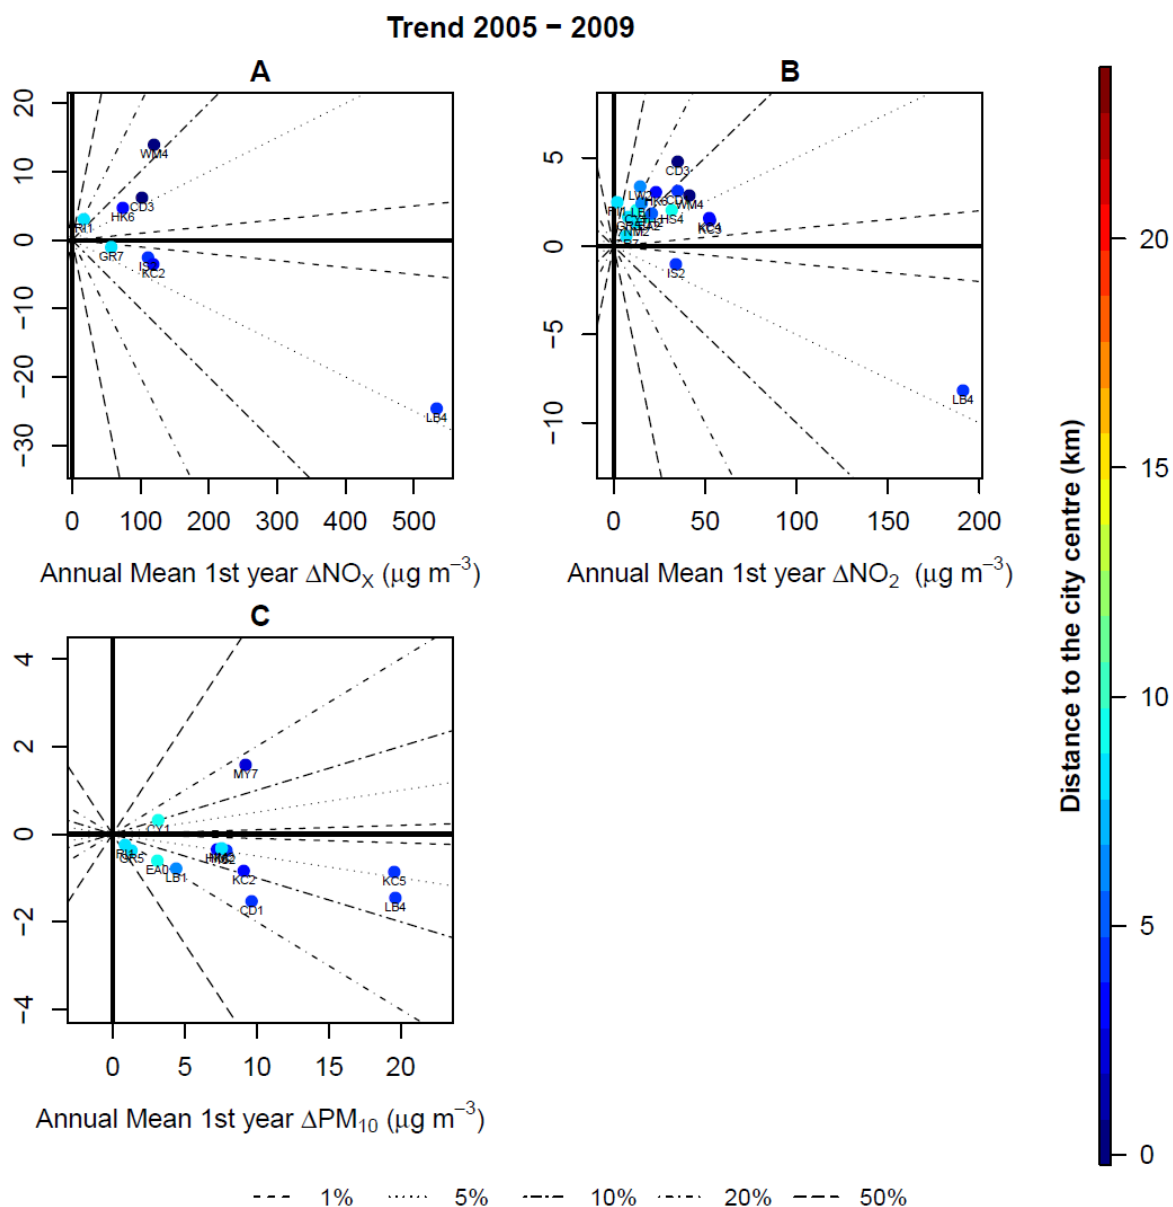 Trend 2005 − 2009
A
20
10
0
−10
−20
−30
WM4
CD3
HK6
RI1
GR7
KC2
LB4
0 100 200 300 400 500
Annual Mean 1st year ΔNOX (μg m−3)
B
5
0
−5
−10
CD3
LW2
HK6
WM4
HS4
IS2
LB4
0 50 100 150 200
Annual Mean 1st year ΔNO2 (μg m−3)
C
4
2
0
−2
−4
MY7
CY1
RI1
GR5
EA0
LB1
KC2
CD1
KC5
LB4
0 5 10 15 20
Annual Mean 1st year ΔPM10 (μg m−3)
Distance to the city centre (km)
20
15
10
5
0
1% 5% 10% 20% 50%